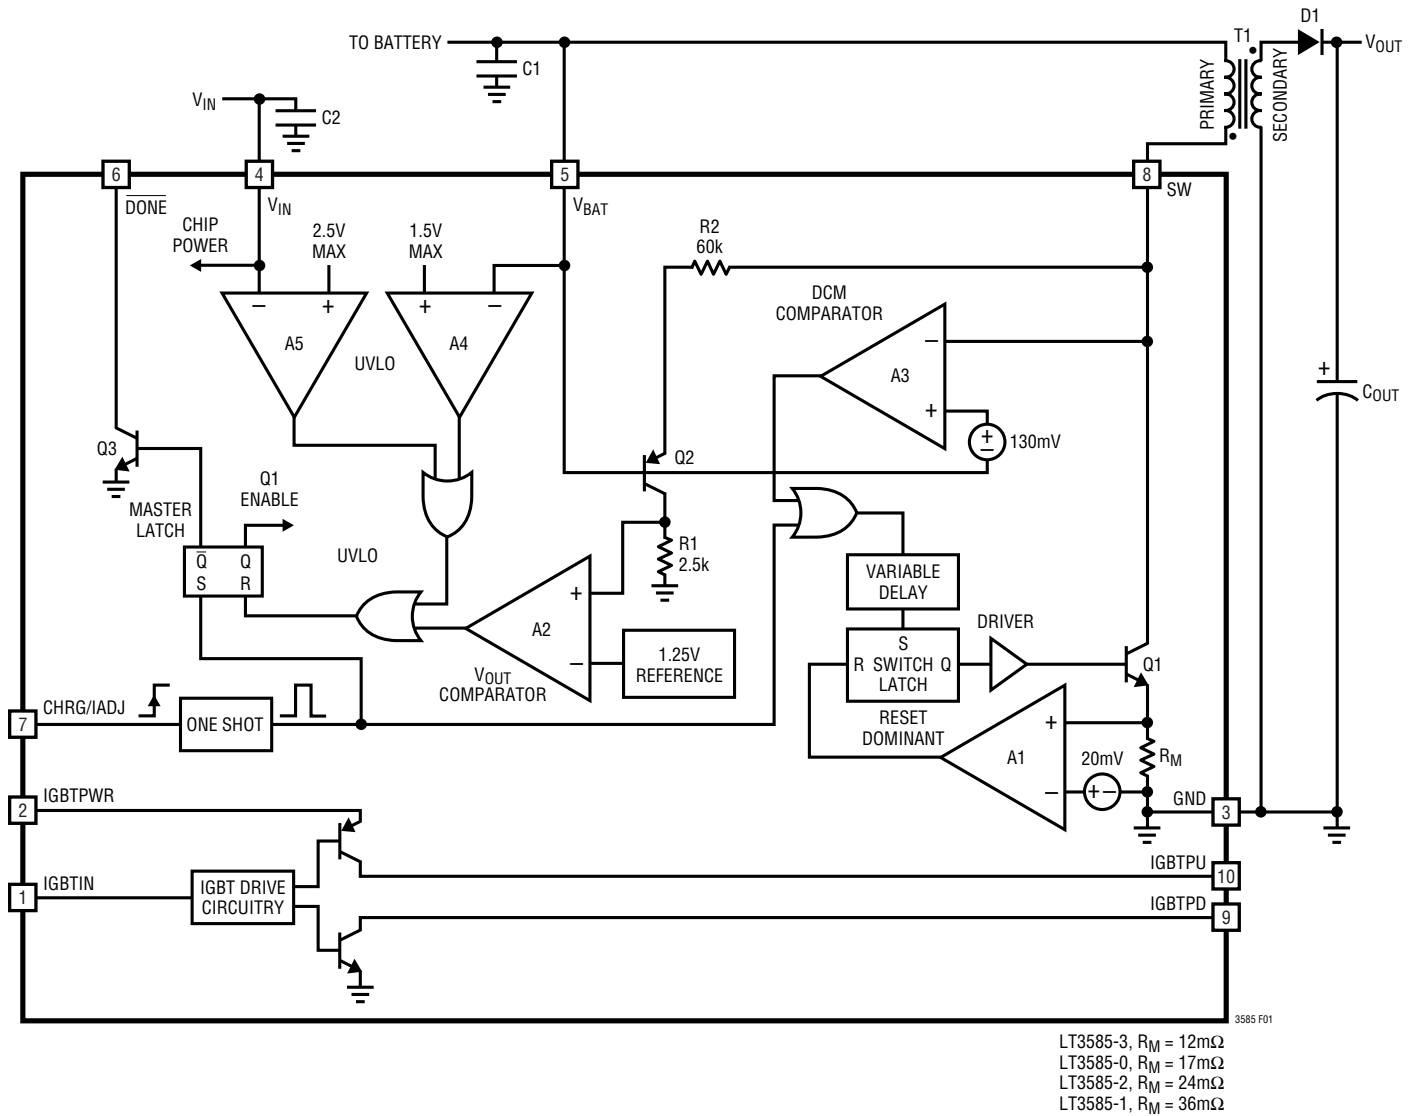 TO BATTERY
C1
D1
T1
VOUT
PRIMARY
SECONDARY
VIN
C2
6
4
5
8
DONE
VIN
VBAT
SW
CHIP
POWER
2.5V
MAX
1.5V
MAX
R2
60k
DCM
COMPARATOR
− +
+ −
A5
UVLO
A4
−
A3
+
+
−
130mV
+
COUT
Q3
Q2
Q1
ENABLE
MASTER
LATCH
Q Q
S R
UVLO
R1
2.5k
VARIABLE
DELAY
+
A2
−
1.25V
REFERENCE
VOUT
COMPARATOR
S
R SWITCH Q
LATCH
DRIVER
Q1
RESET
DOMINANT
7
CHRG/IADJ
ONE SHOT
+
A1
−
20mV
+ −
RM
2
IGBTPWR
GND
3
1
IGBTIN
IGBT DRIVE
CIRCUITRY
IGBTPU
10
IGBTPD
9
3585 F01
LT3585-3, RM = 12mΩ
LT3585-0, RM = 17mΩ
LT3585-2, RM = 24mΩ
LT3585-1, RM = 36mΩ